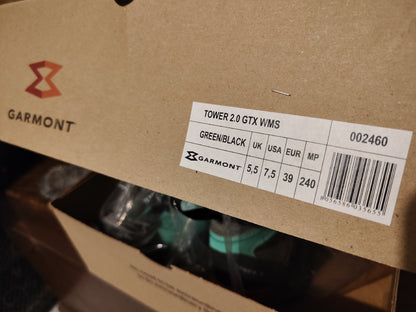 GARMONT
TOWER 2.0 GTX WMS
002460
GREEN/BLACK UK USA EUR MP
GARMONT 5,5 7,5 39 240